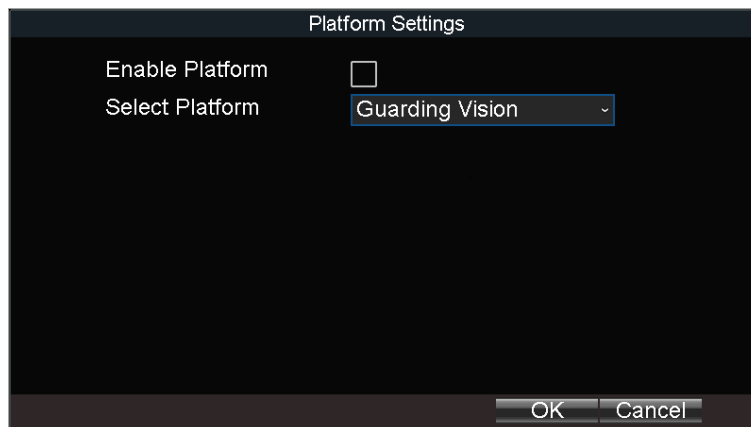 Platform Settings
Enable Platform
Select Platform Guarding Vision
OK Cancel